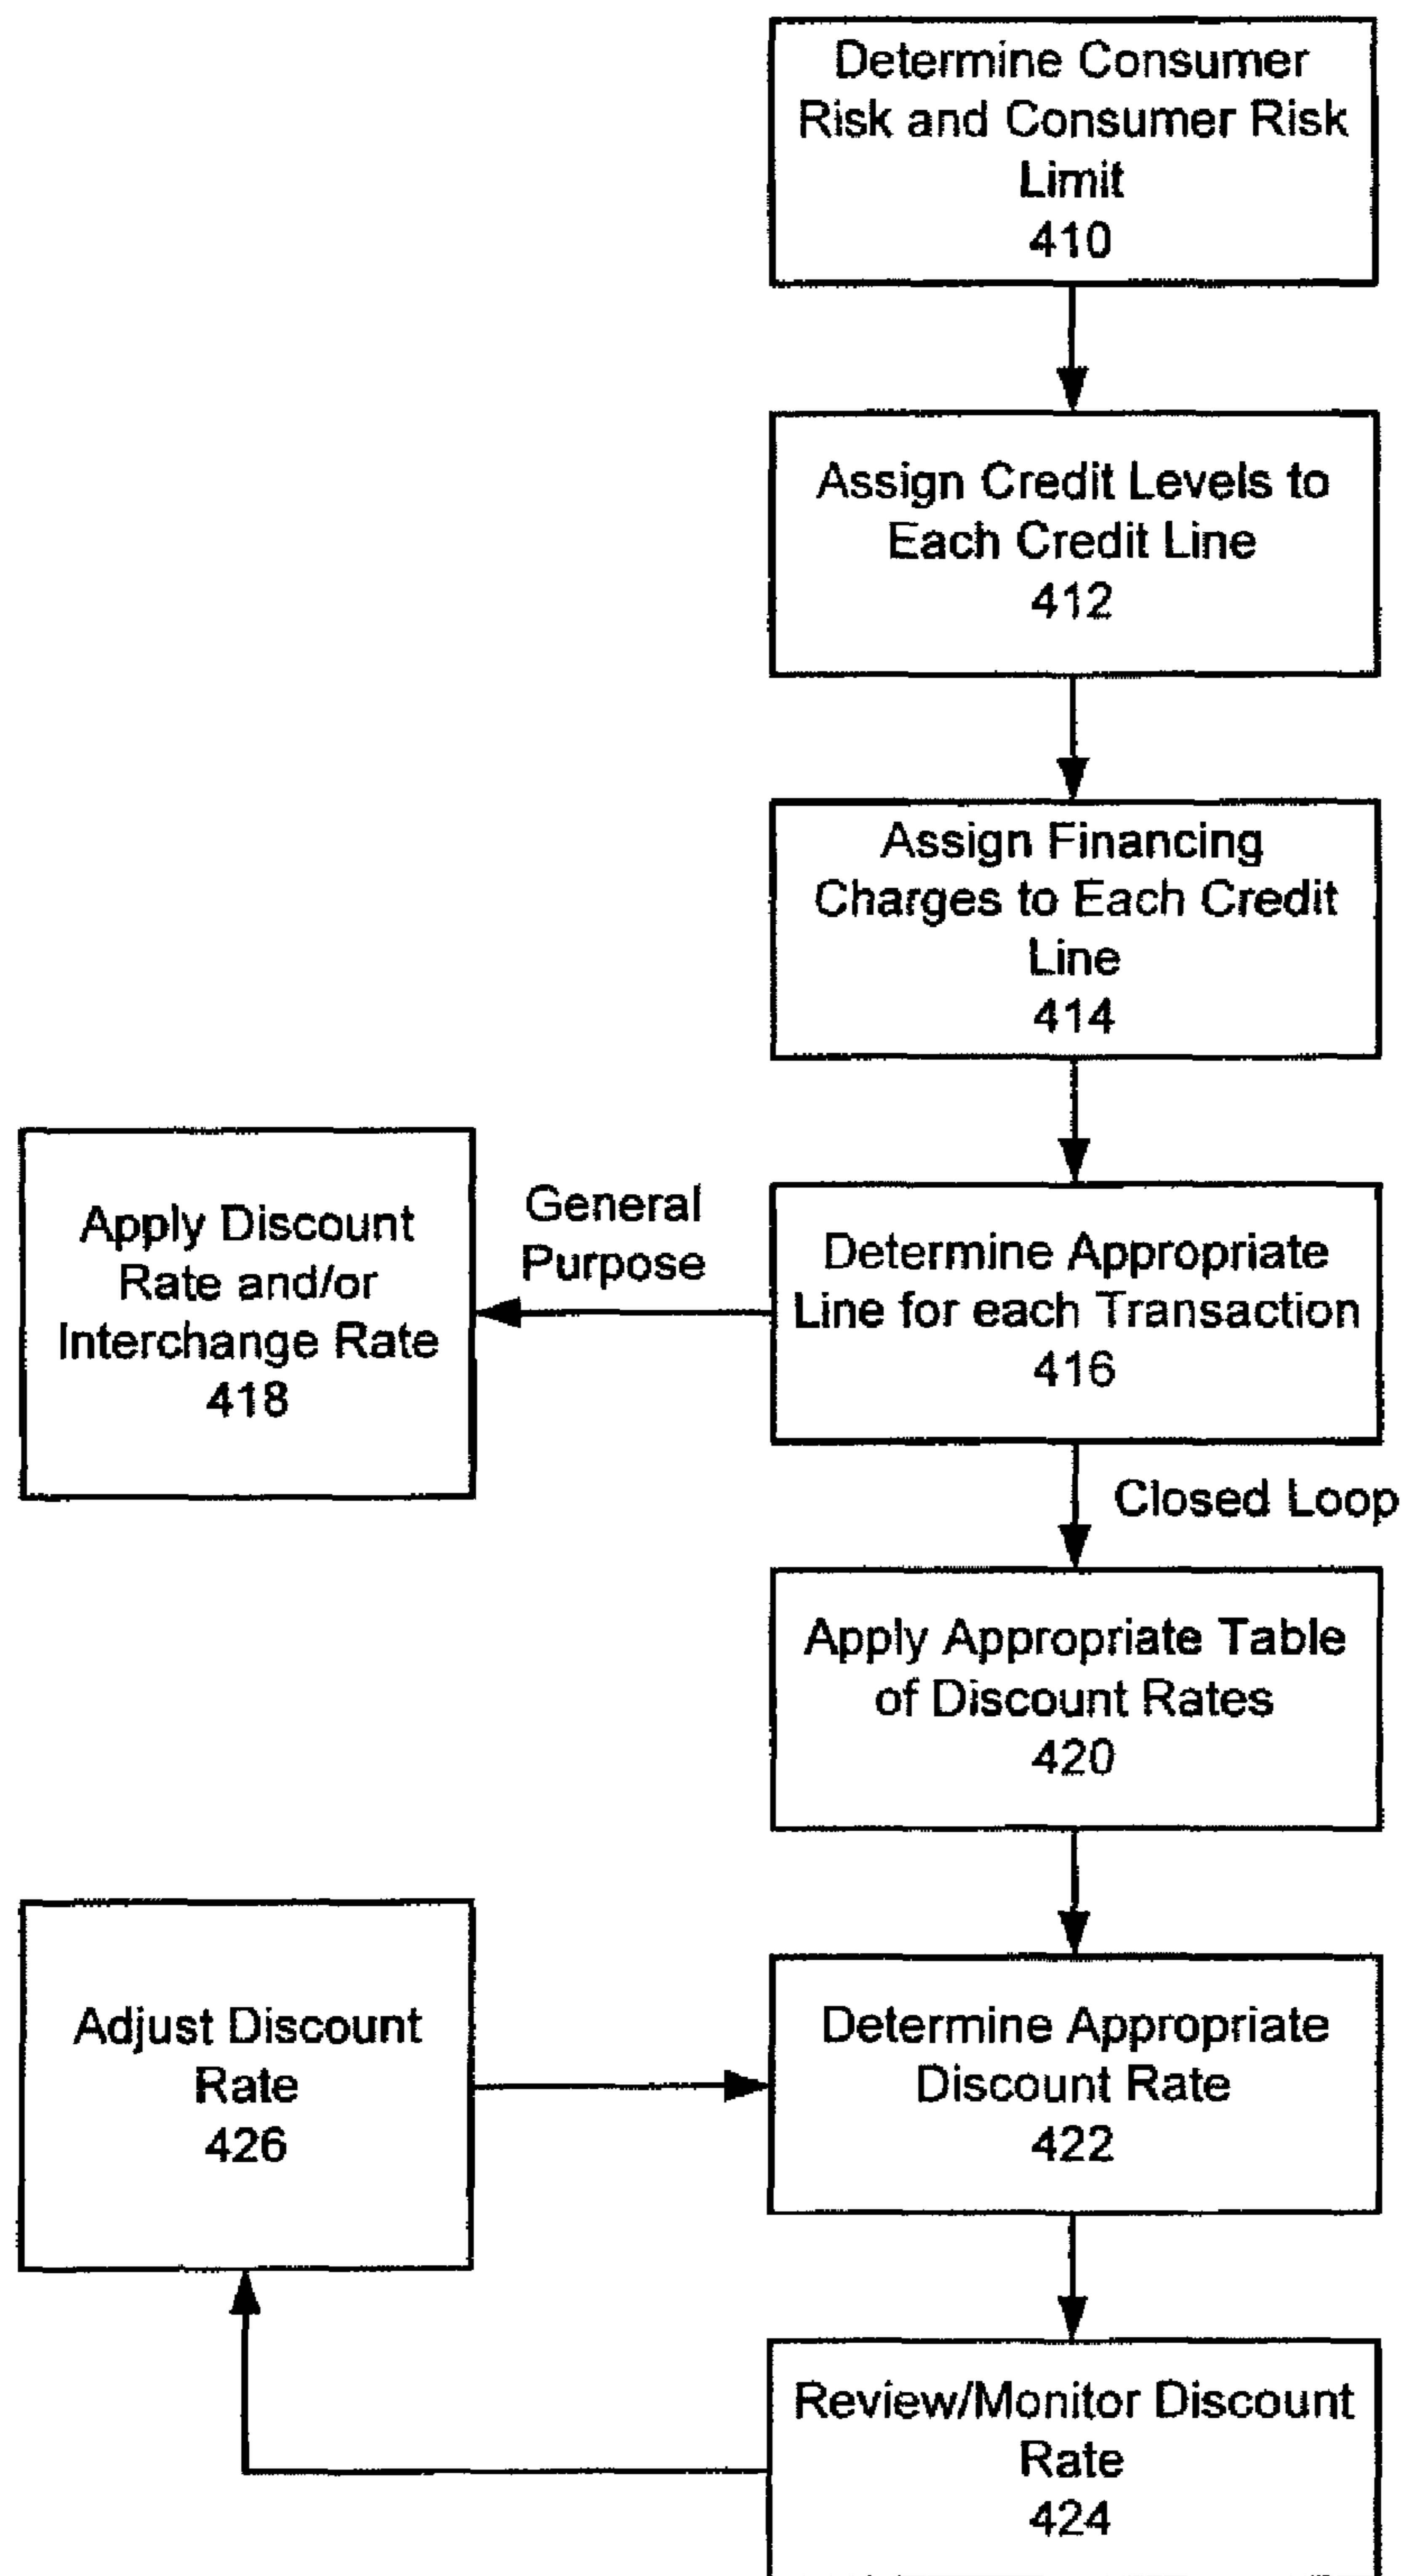 Determine Consumer
Risk and Consumer Risk
Limit
410
Assign Credit Levels to
Each Credit Line
412
Assign Financing
Charges to Each Credit
Line
414
Apply Discount
Rate and/or
Interchange Rate
418
General
Purpose
Determine Appropriate
Line for each Transaction
416
Closed Loop
Apply Appropriate Table
of Discount Rates
420
Adjust Discount
Rate
426
Determine Appropriate
Discount Rate
422
Review/Monitor Discount
Rate
424